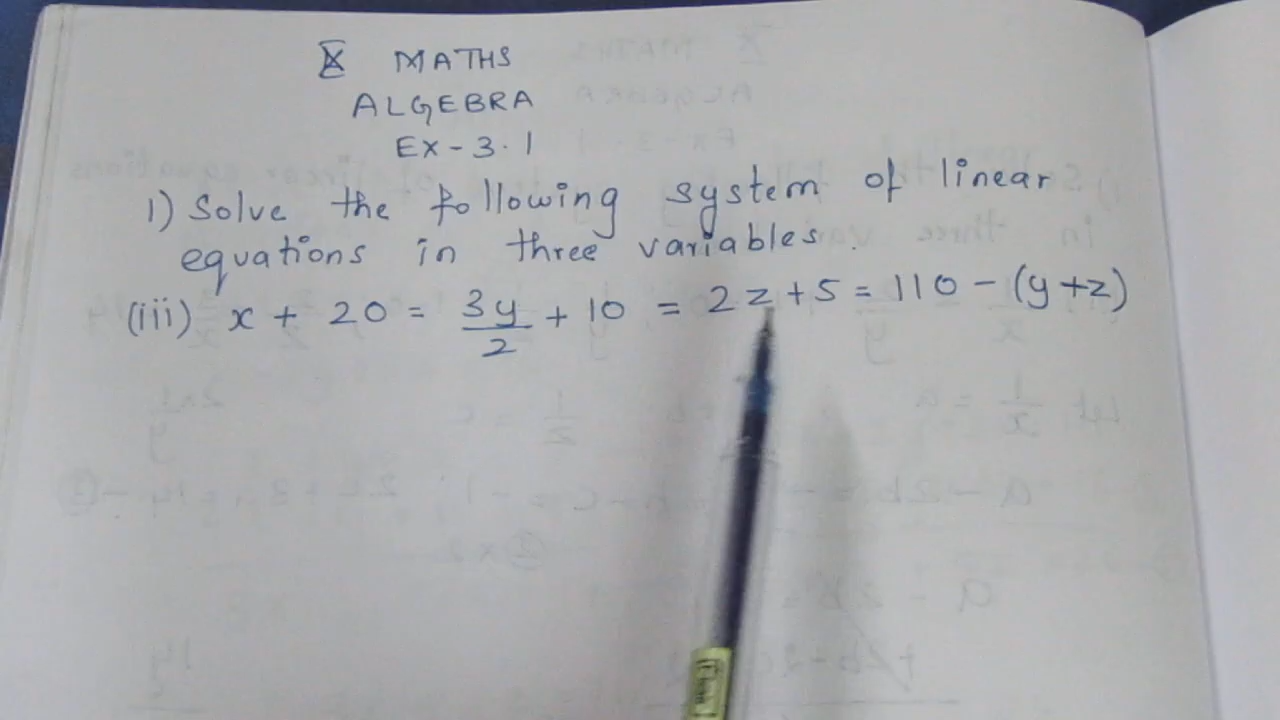 X MATHS
ALGEBRA
EX-3.1
1) Solve the following system of linear
equations in three variables.
(iii) x + 20 = 3y/2 + 10 = 2z+5 = 110 - (y+z)